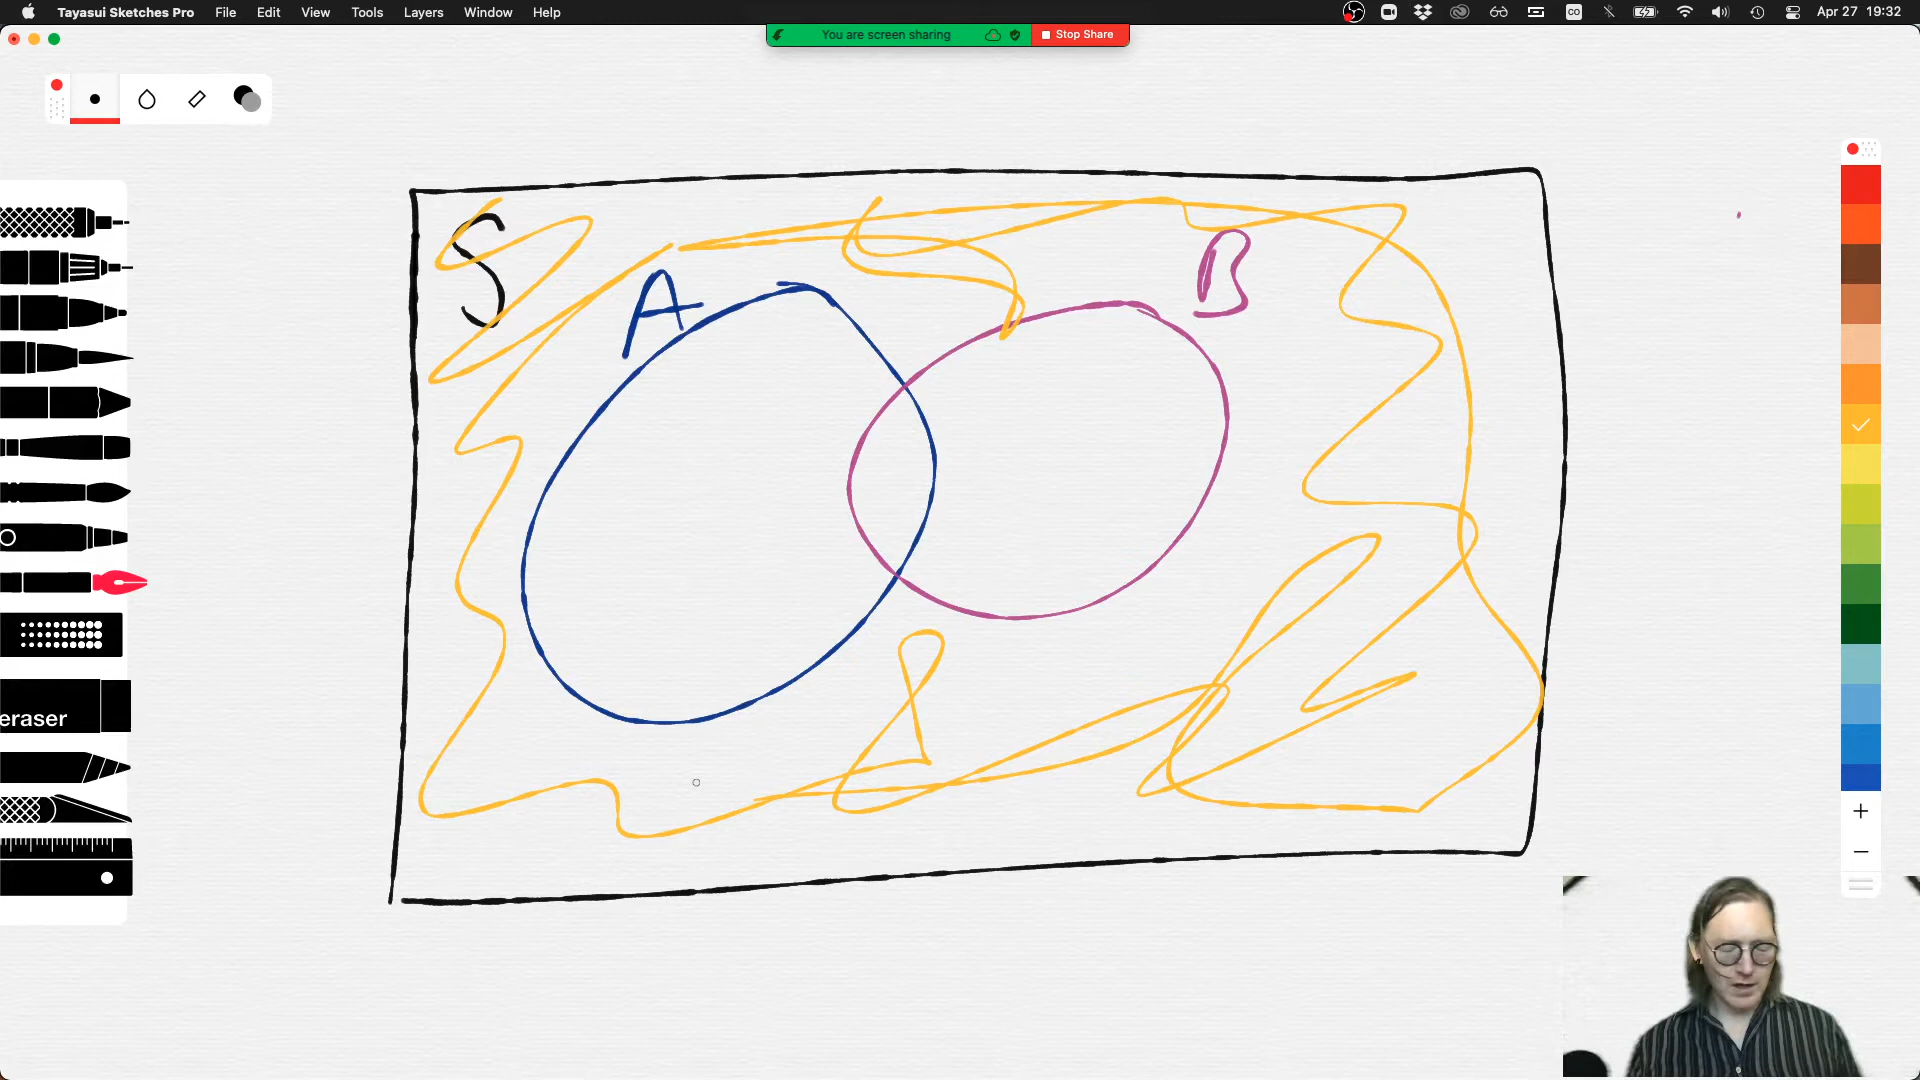 Tayasui Sketches Pro File Edit View Tools Layers Window Help
Apr 27 19:32
You are screen sharing
Stop Share
S
A
B
eraser